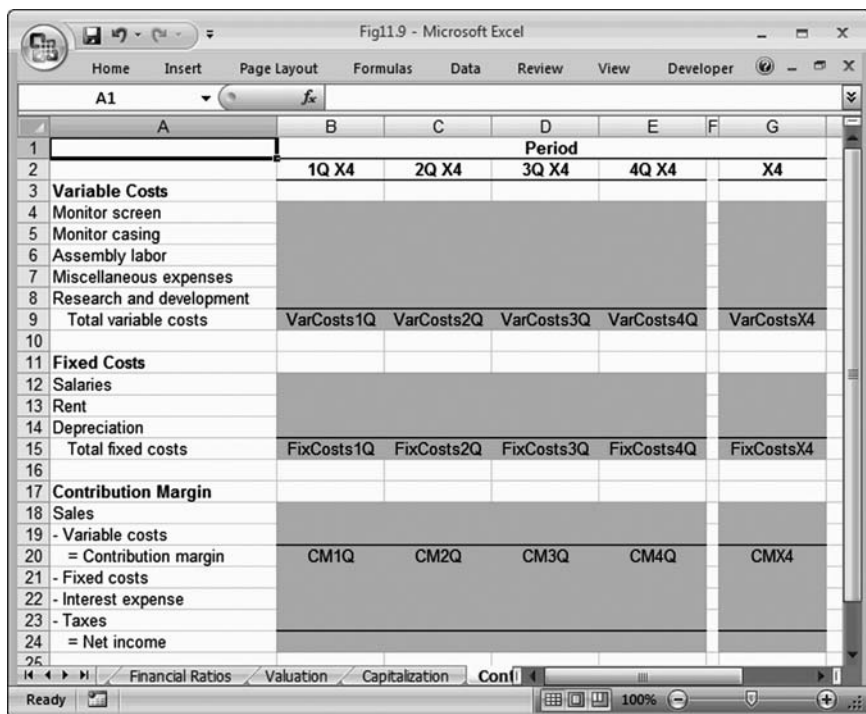 Fig11.9 - Microsoft Excel
Home Insert Page Layout Formulas Data Review View Developer
A1 fx
A B C D E F G
1 Period
2 1Q X4 2Q X4 3Q X4 4Q X4 X4
3 Variable Costs
4 Monitor screen
5 Monitor casing
6 Assembly labor
7 Miscellaneous expenses
8 Research and development
9 Total variable costs VarCosts1Q VarCosts2Q VarCosts3Q VarCosts4Q VarCostsX4
10
11 Fixed Costs
12 Salaries
13 Rent
14 Depreciation
15 Total fixed costs FixCosts1Q FixCosts2Q FixCosts3Q FixCosts4Q FixCostsX4
16
17 Contribution Margin
18 Sales
19 - Variable costs
20 = Contribution margin CM1Q CM2Q CM3Q CM4Q CMX4
21 - Fixed costs
22 - Interest expense
23 - Taxes
24 = Net income
25
Financial Ratios Valuation Capitalization Cont
Ready 100%